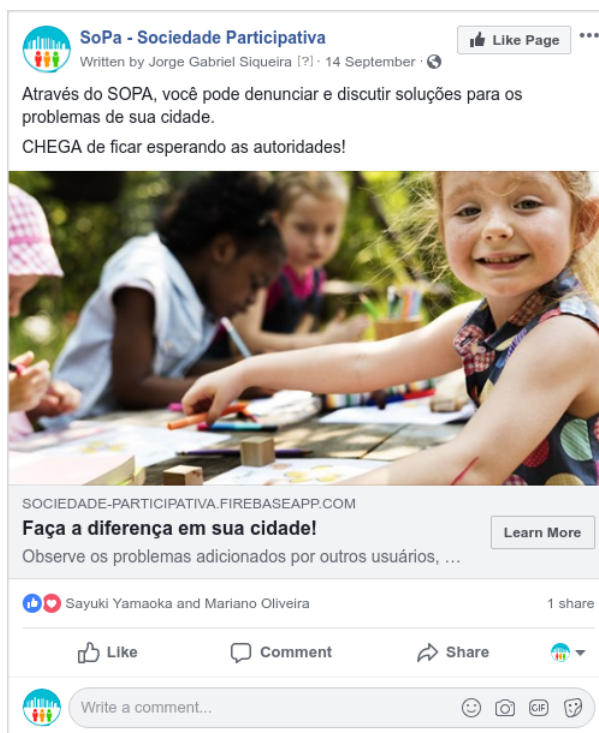 SoPa - Sociedade Participativa
Like Page
Written by Jorge Gabriel Siqueira [?] · 14 September ·
Através do SOPA, você pode denunciar e discutir soluções para os
problemas de sua cidade.
CHEGA de ficar esperando as autoridades!
SOCIEDADE-PARTICIPATIVA.FIREBASEAPP.COM
Faça a diferença em sua cidade!
Learn More
Observe os problemas adicionados por outros usuários, ...
Sayuki Yamaoka and Mariano Oliveira
1 share
Like
Comment
Share
Write a comment...
GIF